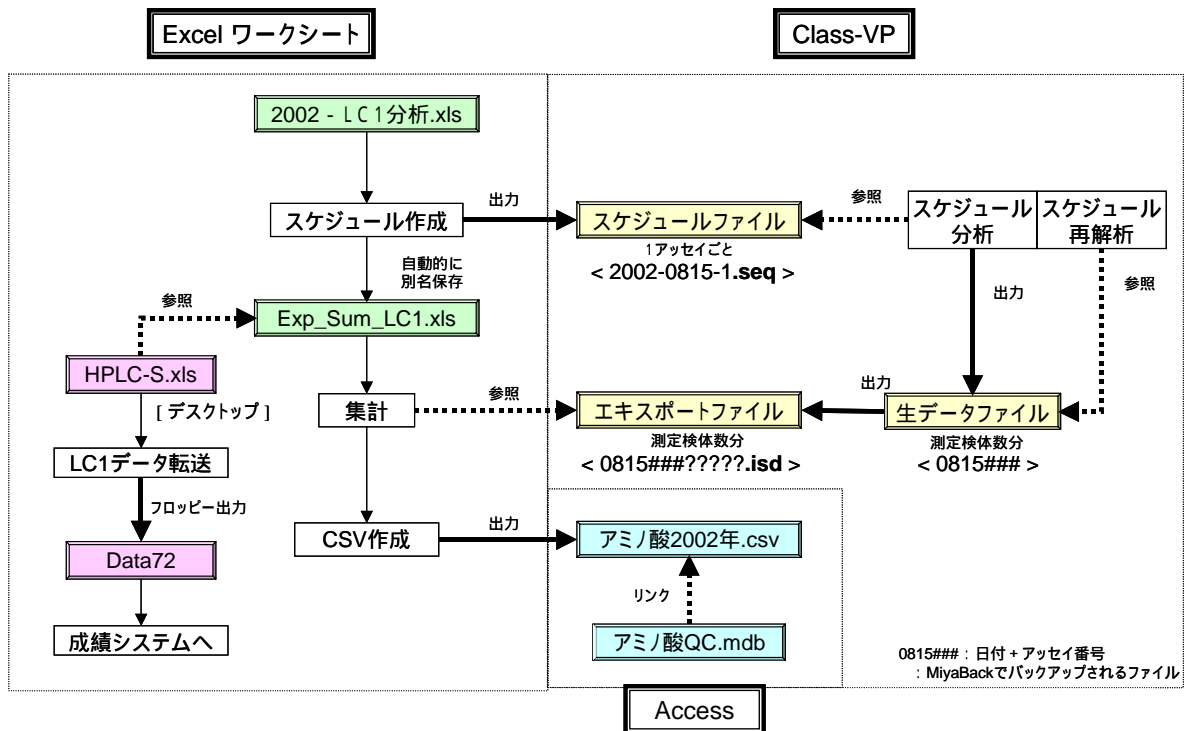 Excel ワークシート
Class-VP
2002 - LC1分析.xls
スケジュール作成
出力
スケジュールファイル
1アッセイごと
< 2002-0815-1.seq >
参照
スケジュール
分析
スケジュール
再解析
自動的に
別名保存
出力
参照
参照
Exp_Sum_LC1.xls
HPLC-S.xls
[ デスクトップ ]
集計
参照
エキスポートファイル
測定検体数分
< 0815###?????.isd >
出力
生データファイル
測定検体数分
< 0815### >
LC1データ転送
フロッピー出力
CSV作成
出力
アミノ酸2002年.csv
Data72
リンク
成績システムへ
アミノ酸QC.mdb
0815### : 日付 + アッセイ番号
: MiyaBackでバックアップされるファイル
Access